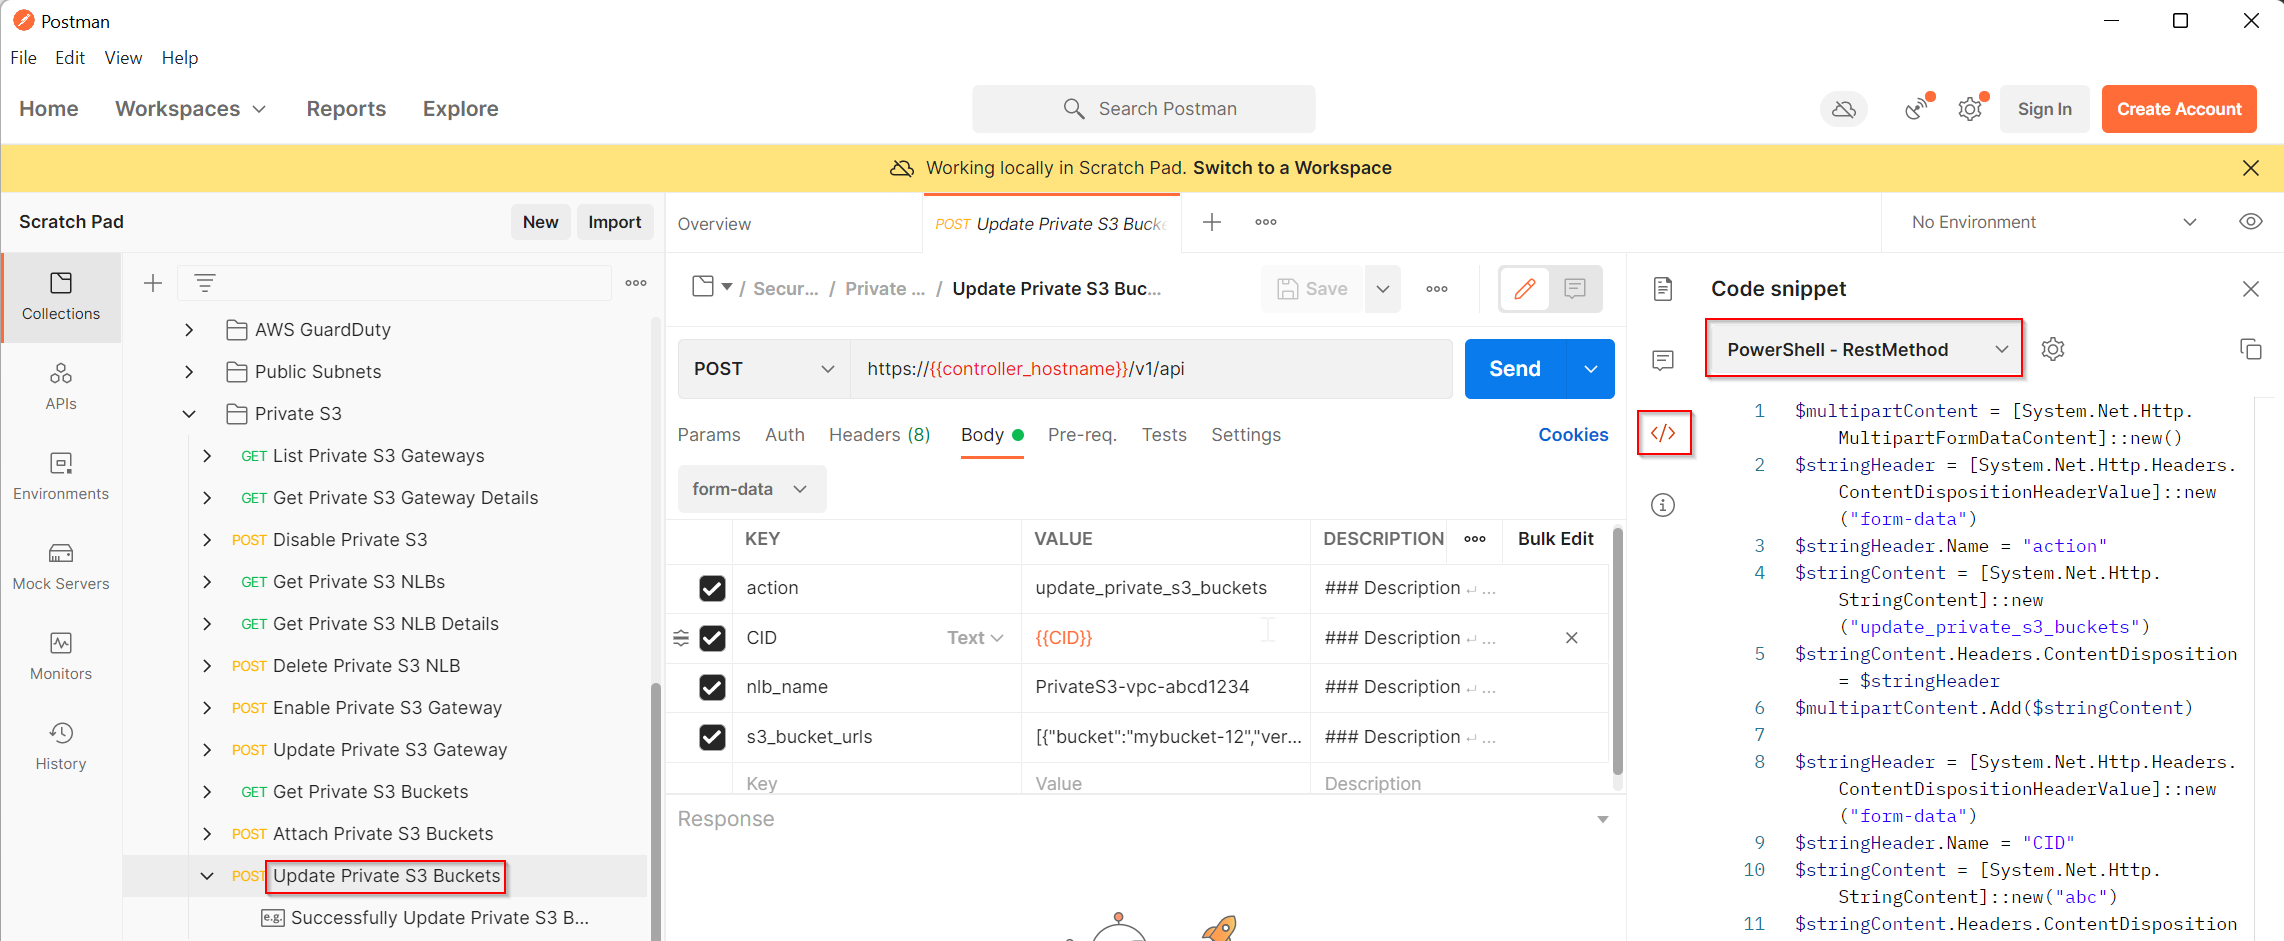 Postman
File Edit View Help
Home Workspaces Reports Explore
Search Postman
Sign In
Create Account
Working locally in Scratch Pad. Switch to a Workspace
Scratch Pad
New
Import
Collections
APIs
Environments
Mock Servers
Monitors
History
AWS GuardDuty
Public Subnets
Private S3
GET List Private S3 Gateways
GET Get Private S3 Gateway Details
POST Disable Private S3
GET Get Private S3 NLBs
GET Get Private S3 NLB Details
POST Delete Private S3 NLB
POST Enable Private S3 Gateway
POST Update Private S3 Gateway
GET Get Private S3 Buckets
POST Attach Private S3 Buckets
POST Update Private S3 Buckets
e.g. Successfully Update Private S3 B...
Overview
POST Update Private S3 Bucke
No Environment
/ Secur... / Private ... / Update Private S3 Buc...
Save
POST
https://{{controller_hostname}}/v1/api
Send
Params Auth Headers (8) Body Pre-req. Tests Settings
Cookies
form-data
KEY VALUE DESCRIPTION Bulk Edit
action update_private_s3_buckets ### Description ↵ ...
CID Text {{CID}} ### Description ↵ ...
nlb_name PrivateS3-vpc-abcd1234 ### Description ↵ ...
s3_bucket_urls [{"bucket":"mybucket-12","ver... ### Description ↵ ...
Key Value Description
Response
Code snippet
PowerShell - RestMethod
1 $multipartContent = [System.Net.Http.
MultipartFormDataContent]::new()
2 $stringHeader = [System.Net.Http.Headers.
ContentDispositionHeaderValue]::new
("form-data")
3 $stringHeader.Name = "action"
4 $stringContent = [System.Net.Http.
StringContent]::new
("update_private_s3_buckets")
5 $stringContent.Headers.ContentDisposition
= $stringHeader
6 $multipartContent.Add($stringContent)
7
8 $stringHeader = [System.Net.Http.Headers.
ContentDispositionHeaderValue]::new
("form-data")
9 $stringHeader.Name = "CID"
10 $stringContent = [System.Net.Http.
StringContent]::new("abc")
11 $stringContent.Headers.ContentDisposition